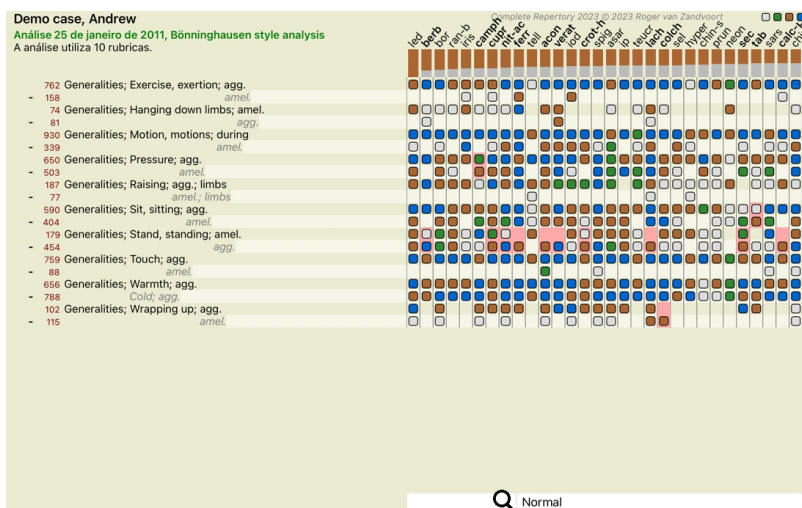 Demo case, Andrew
Complete Repertory 2023 © 2023 Roger van Zandvoort
Análise 25 de janeiro de 2011, Bönninghausen style analysis
A análise utiliza 10 rubricas.
led berb bor ran-b iris camph cupr nit-ac ferr tell acon verat iod crot-h spig asar ip teucr lach colch sel hyper chin-s prun neon sec tab sars
762 Generalities; Exercise, exertion; agg.
- 158 amel.
74 Generalities; Hanging down limbs; amel.
- 81 agg.
930 Generalities; Motion, motions; during
- 339 amel.
650 Generalities; Pressure; agg.
- 503 amel.
187 Generalities; Raising; agg.; limbs
- 77 amel.; limbs
590 Generalities; Sit, sitting; agg.
- 404 amel.
179 Generalities; Stand, standing; amel.
- 454 agg.
759 Generalities; Touch; agg.
- 88 amel.
656 Generalities; Warmth; agg.
- 788 Cold; agg.
102 Generalities; Wrapping up; agg.
- 115 amel.
Normal